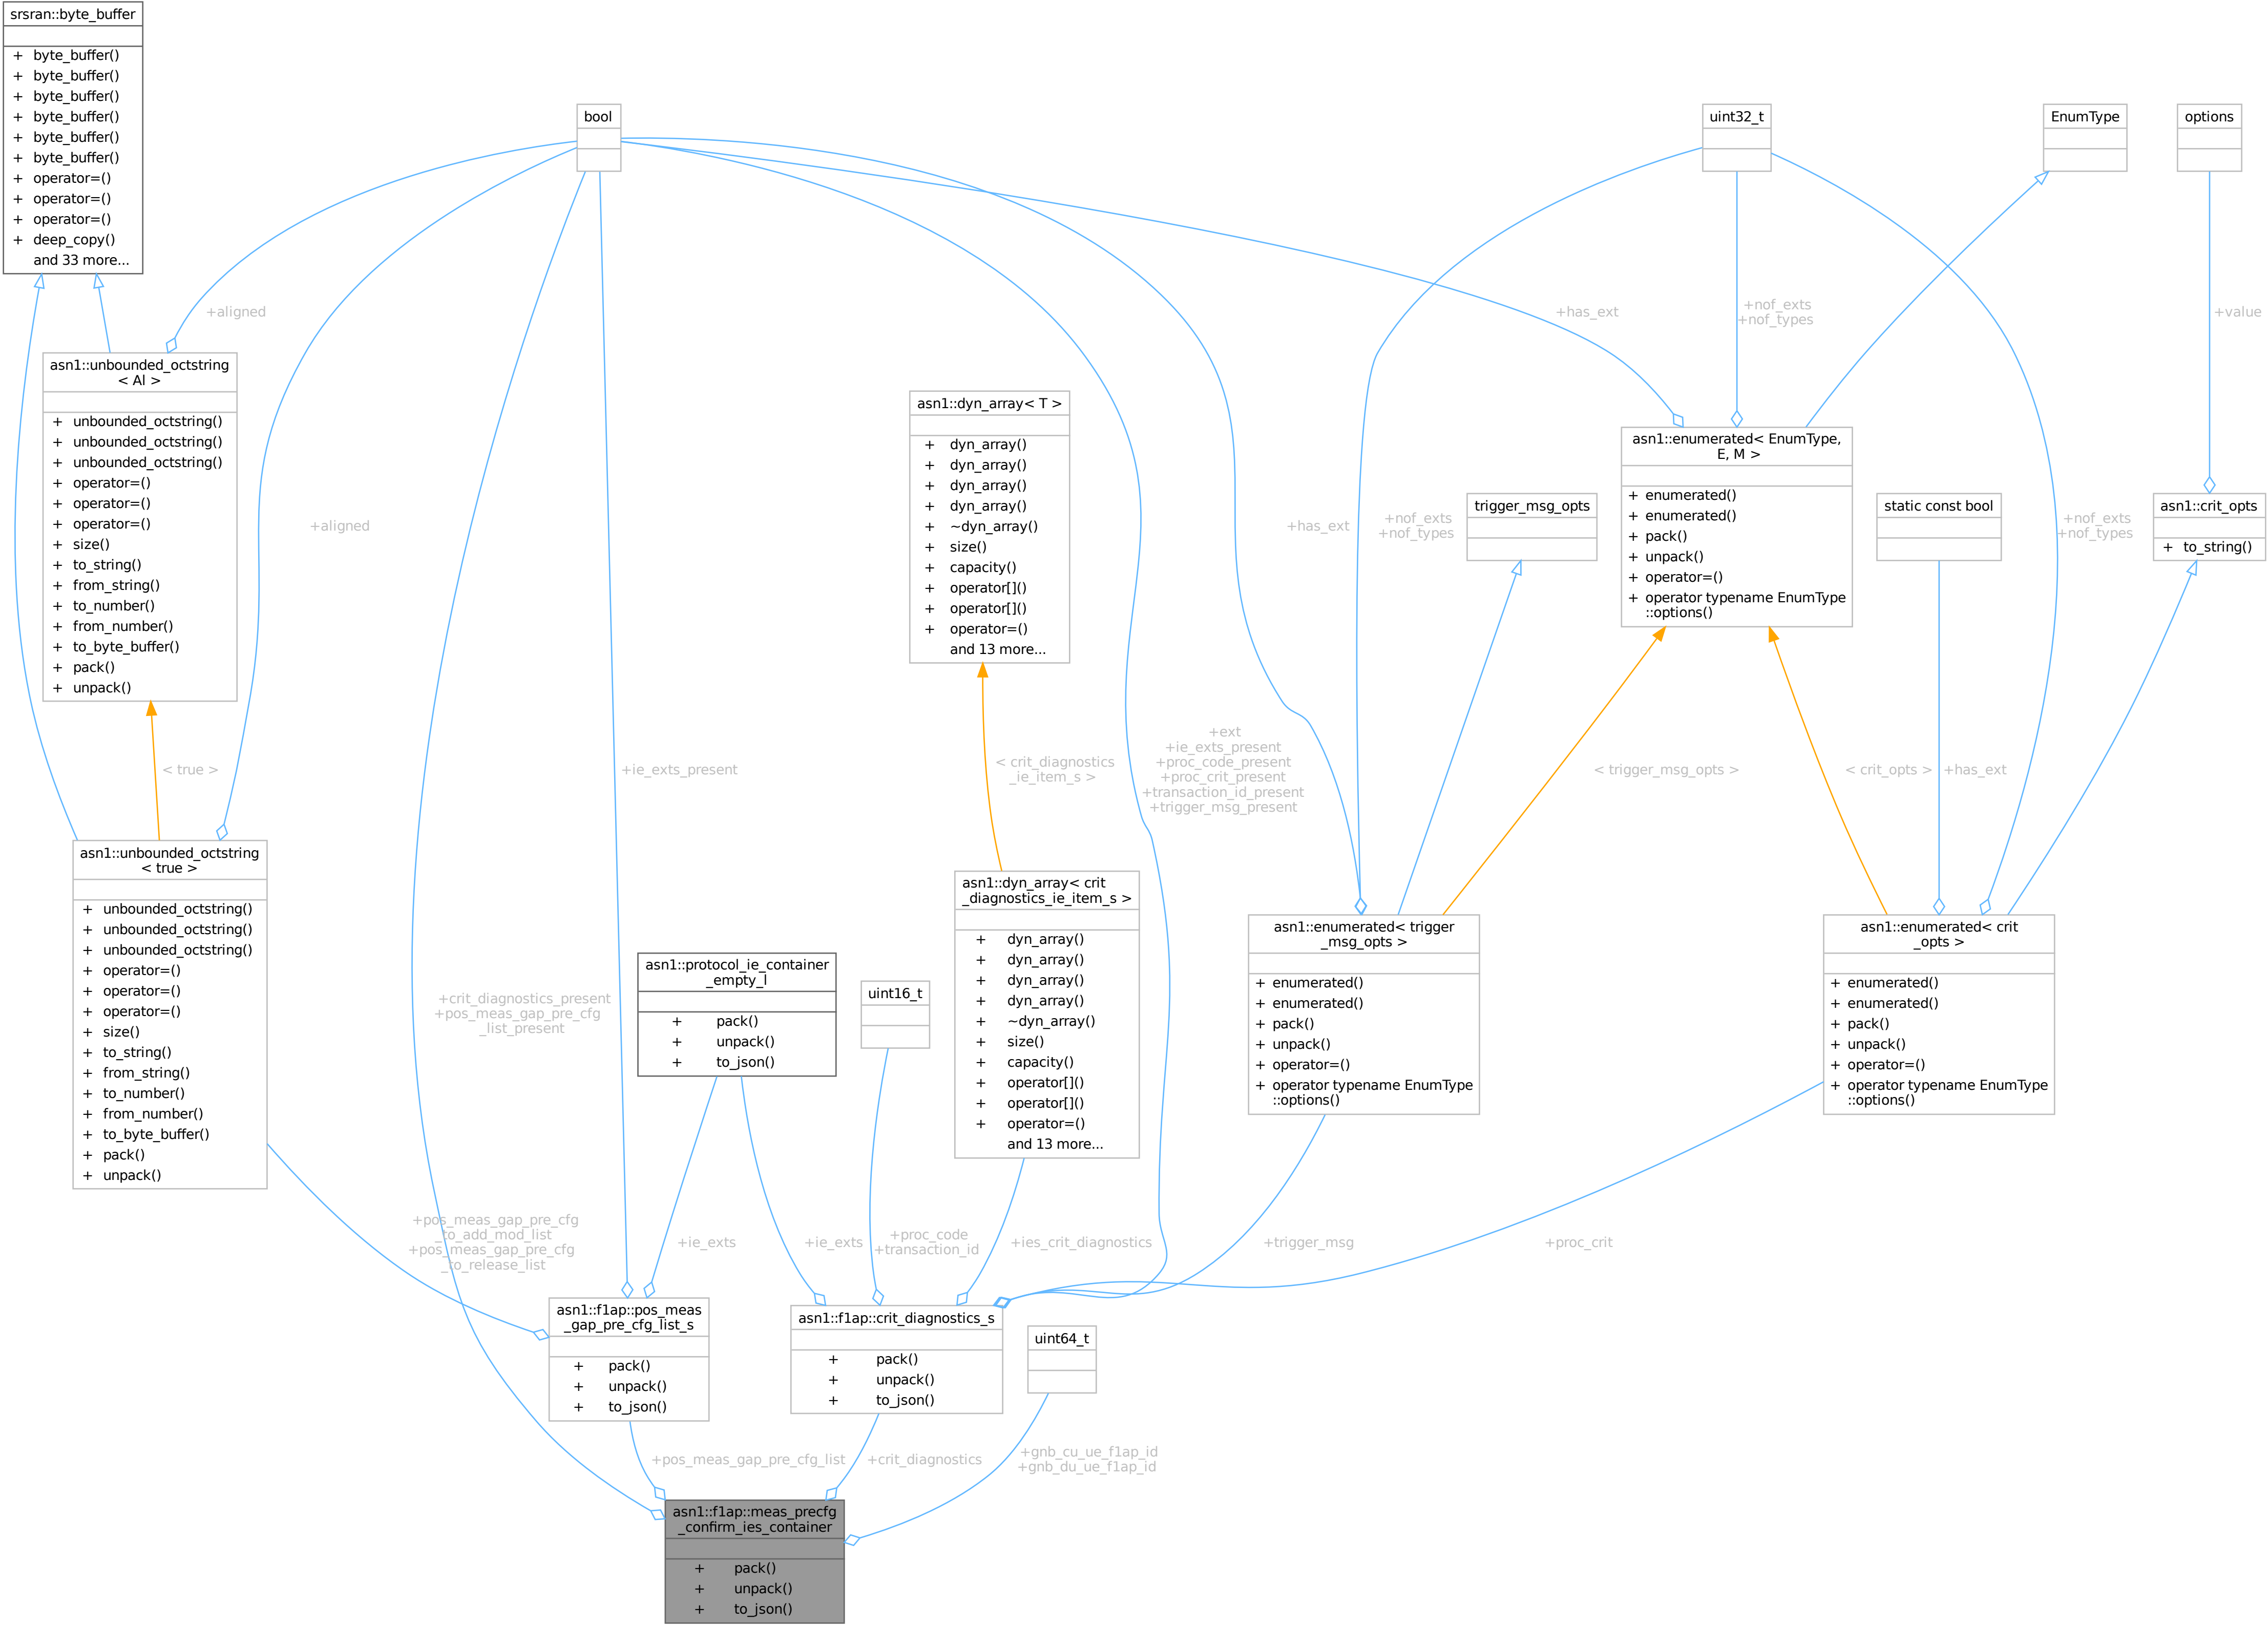 srsran::byte_buffer
+ byte_buffer()
+ byte_buffer()
+ byte_buffer()
+ byte_buffer()
+ byte_buffer()
+ byte_buffer()
+ operator=()
+ operator=()
+ operator=()
+ deep_copy()
and 33 more...
bool
uint32_t
EnumType
options
+aligned
+has_ext
+nof_exts
+nof_types
+value
asn1::unbounded_octstring
< Al >
+ unbounded_octstring()
+ unbounded_octstring()
+ unbounded_octstring()
+ operator=()
+ operator=()
+ operator=()
+ size()
+ to_string()
+ from_string()
+ to_number()
+ from_number()
+ to_byte_buffer()
+ pack()
+ unpack()
+aligned
asn1::dyn_array< T >
+ dyn_array()
+ dyn_array()
+ dyn_array()
+ dyn_array()
+ ~dyn_array()
+ size()
+ capacity()
+ operator[]()
+ operator[]()
+ operator=()
and 13 more...
+has_ext
+nof_exts
+nof_types
trigger_msg_opts
asn1::enumerated< EnumType,
E, M >
+ enumerated()
+ enumerated()
+ pack()
+ unpack()
+ operator=()
+ operator typename EnumType
::options()
static const bool
+nof_exts
+nof_types
asn1::crit_opts
+ to_string()
< true >
+ie_exts_present
< crit_diagnostics
_ie_item_s >
+ext
+ie_exts_present
+proc_code_present
+proc_crit_present
+transaction_id_present
+trigger_msg_present
< trigger_msg_opts >
< crit_opts >
+has_ext
asn1::unbounded_octstring
< true >
+ unbounded_octstring()
+ unbounded_octstring()
+ unbounded_octstring()
+ operator=()
+ operator=()
+ operator=()
+ size()
+ to_string()
+ from_string()
+ to_number()
+ from_number()
+ to_byte_buffer()
+ pack()
+ unpack()
+crit_diagnostics_present
+pos_meas_gap_pre_cfg
_list_present
asn1::protocol_ie_container
_empty_l
+ pack()
+ unpack()
+ to_json()
uint16_t
asn1::dyn_array< crit
_diagnostics_ie_item_s >
+ dyn_array()
+ dyn_array()
+ dyn_array()
+ dyn_array()
+ ~dyn_array()
+ size()
+ capacity()
+ operator[]()
+ operator[]()
+ operator=()
and 13 more...
asn1::enumerated< trigger
_msg_opts >
+ enumerated()
+ enumerated()
+ pack()
+ unpack()
+ operator=()
+ operator typename EnumType
::options()
asn1::enumerated< crit
_opts >
+ enumerated()
+ enumerated()
+ pack()
+ unpack()
+ operator=()
+ operator typename EnumType
::options()
+pos_meas_gap_pre_cfg
_to_add_mod_list
+pos_meas_gap_pre_cfg
_to_release_list
+ie_exts
+ie_exts
+proc_code
+transaction_id
+ies_crit_diagnostics
+trigger_msg
+proc_crit
asn1::f1ap::pos_meas
_gap_pre_cfg_list_s
+ pack()
+ unpack()
+ to_json()
asn1::f1ap::crit_diagnostics_s
+ pack()
+ unpack()
+ to_json()
uint64_t
+pos_meas_gap_pre_cfg_list
+crit_diagnostics
+gnb_cu_ue_f1ap_id
+gnb_du_ue_f1ap_id
asn1::f1ap::meas_precfg
_confirm_ies_container
+ pack()
+ unpack()
+ to_json()